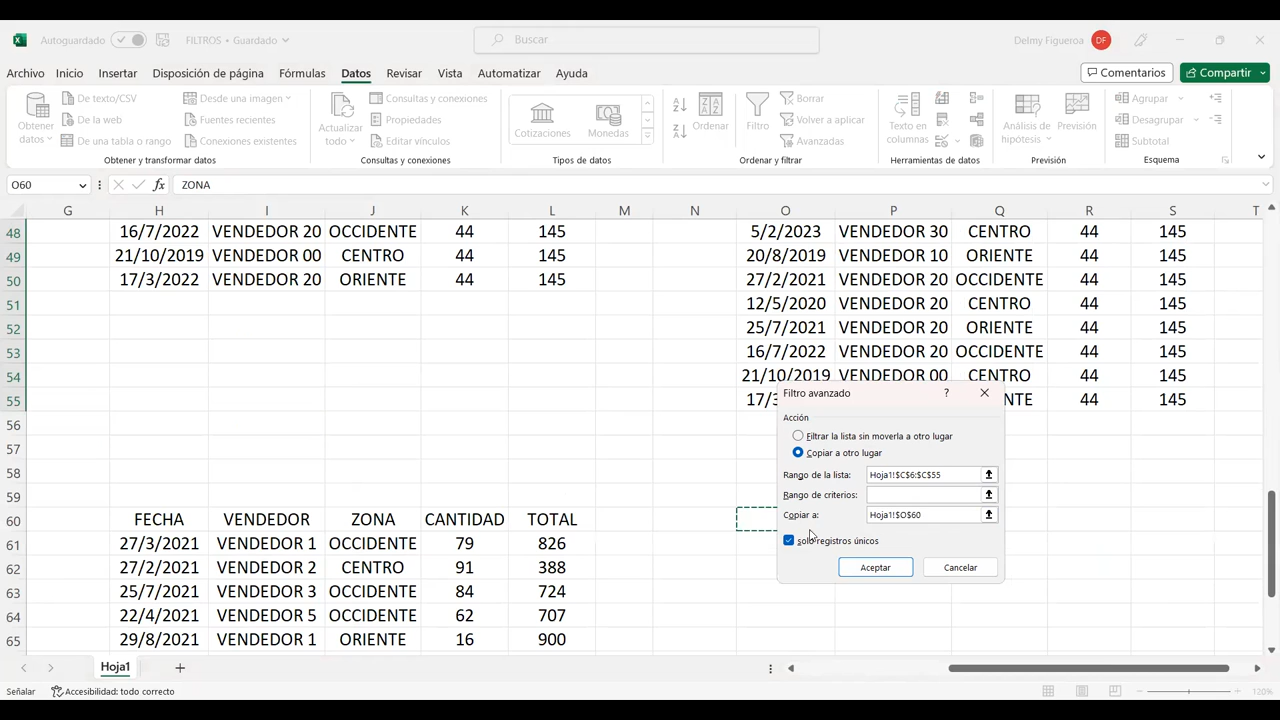 Autoguardado
FILTROS • Guardado
Buscar
Delmy Figueroa
DF
Archivo Inicio Insertar Disposición de página Fórmulas Datos Revisar Vista Automatizar Ayuda
Comentarios
Compartir
Obtener datos
De texto/CSV
De la web
De una tabla o rango
Desde una imagen
Fuentes recientes
Conexiones existentes
Obtener y transformar datos
Actualizar todo
Consultas y conexiones
Propiedades
Editar vínculos
Consultas y conexiones
Cotizaciones
Monedas
Tipos de datos
Ordenar
Filtro
Borrar
Volver a aplicar
Avanzadas
Ordenar y filtrar
Texto en columnas
Herramientas de datos
Análisis de hipótesis
Previsión
Previsión
Agrupar
Desagrupar
Subtotal
Esquema
O60
fx
ZONA
G H I J K L M N O P Q R S T
48 16/7/2022 VENDEDOR 20 OCCIDENTE 44 145 5/2/2023 VENDEDOR 30 CENTRO 44 145
49 21/10/2019 VENDEDOR 00 CENTRO 44 145 20/8/2019 VENDEDOR 10 ORIENTE 44 145
50 17/3/2022 VENDEDOR 20 ORIENTE 44 145 27/2/2021 VENDEDOR 20 OCCIDENTE 44 145
51 12/5/2020 VENDEDOR 20 CENTRO 44 145
52 25/7/2021 VENDEDOR 20 ORIENTE 44 145
53 16/7/2022 VENDEDOR 20 OCCIDENTE 44 145
54 21/10/2019 VENDEDOR 00 CENTRO 44 145
55 17/3 NTE 44 145
56
57
58
59
60 FECHA VENDEDOR ZONA CANTIDAD TOTAL
61 27/3/2021 VENDEDOR 1 OCCIDENTE 79 826
62 27/2/2021 VENDEDOR 2 CENTRO 91 388
63 25/7/2021 VENDEDOR 3 OCCIDENTE 84 724
64 22/4/2021 VENDEDOR 5 OCCIDENTE 62 707
65 29/8/2021 VENDEDOR 1 ORIENTE 16 900
Filtro avanzado
?
Acción
Filtrar la lista sin moverla a otro lugar
Copiar a otro lugar
Rango de la lista: Hoja1!$C$6:$C$55
Rango de criterios:
Copiar a: Hoja1!$O$60
Solo registros únicos
Aceptar
Cancelar
Hoja1
Señalar
Accesibilidad: todo correcto
120%